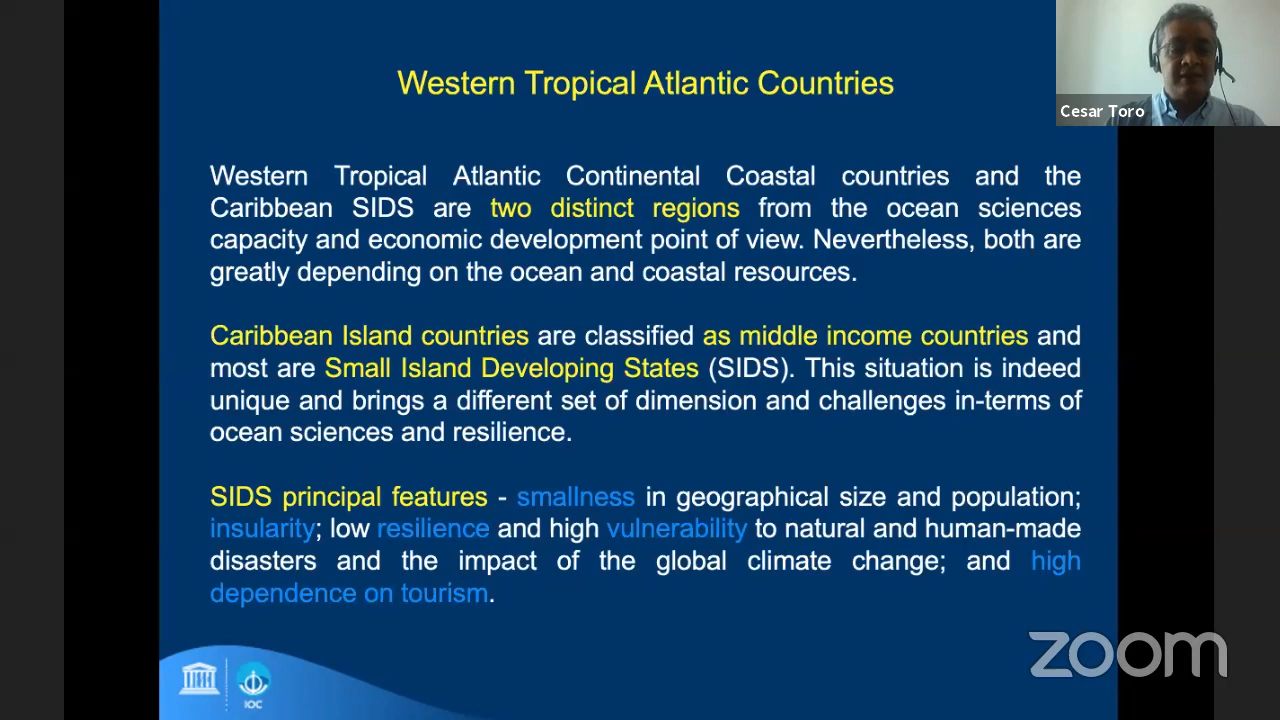 Western Tropical Atlantic Countries
Cesar Toro
Western Tropical Atlantic Continental Coastal countries and the
Caribbean SIDS are two distinct regions from the ocean sciences
capacity and economic development point of view. Nevertheless, both are
greatly depending on the ocean and coastal resources.
Caribbean Island countries are classified as middle income countries and
most are Small Island Developing States (SIDS). This situation is indeed
unique and brings a different set of dimension and challenges in-terms of
ocean sciences and resilience.
SIDS principal features - smallness in geographical size and population;
insularity; low resilience and high vulnerability to natural and human-made
disasters and the impact of the global climate change; and high
dependence on tourism.
zoom
IOC